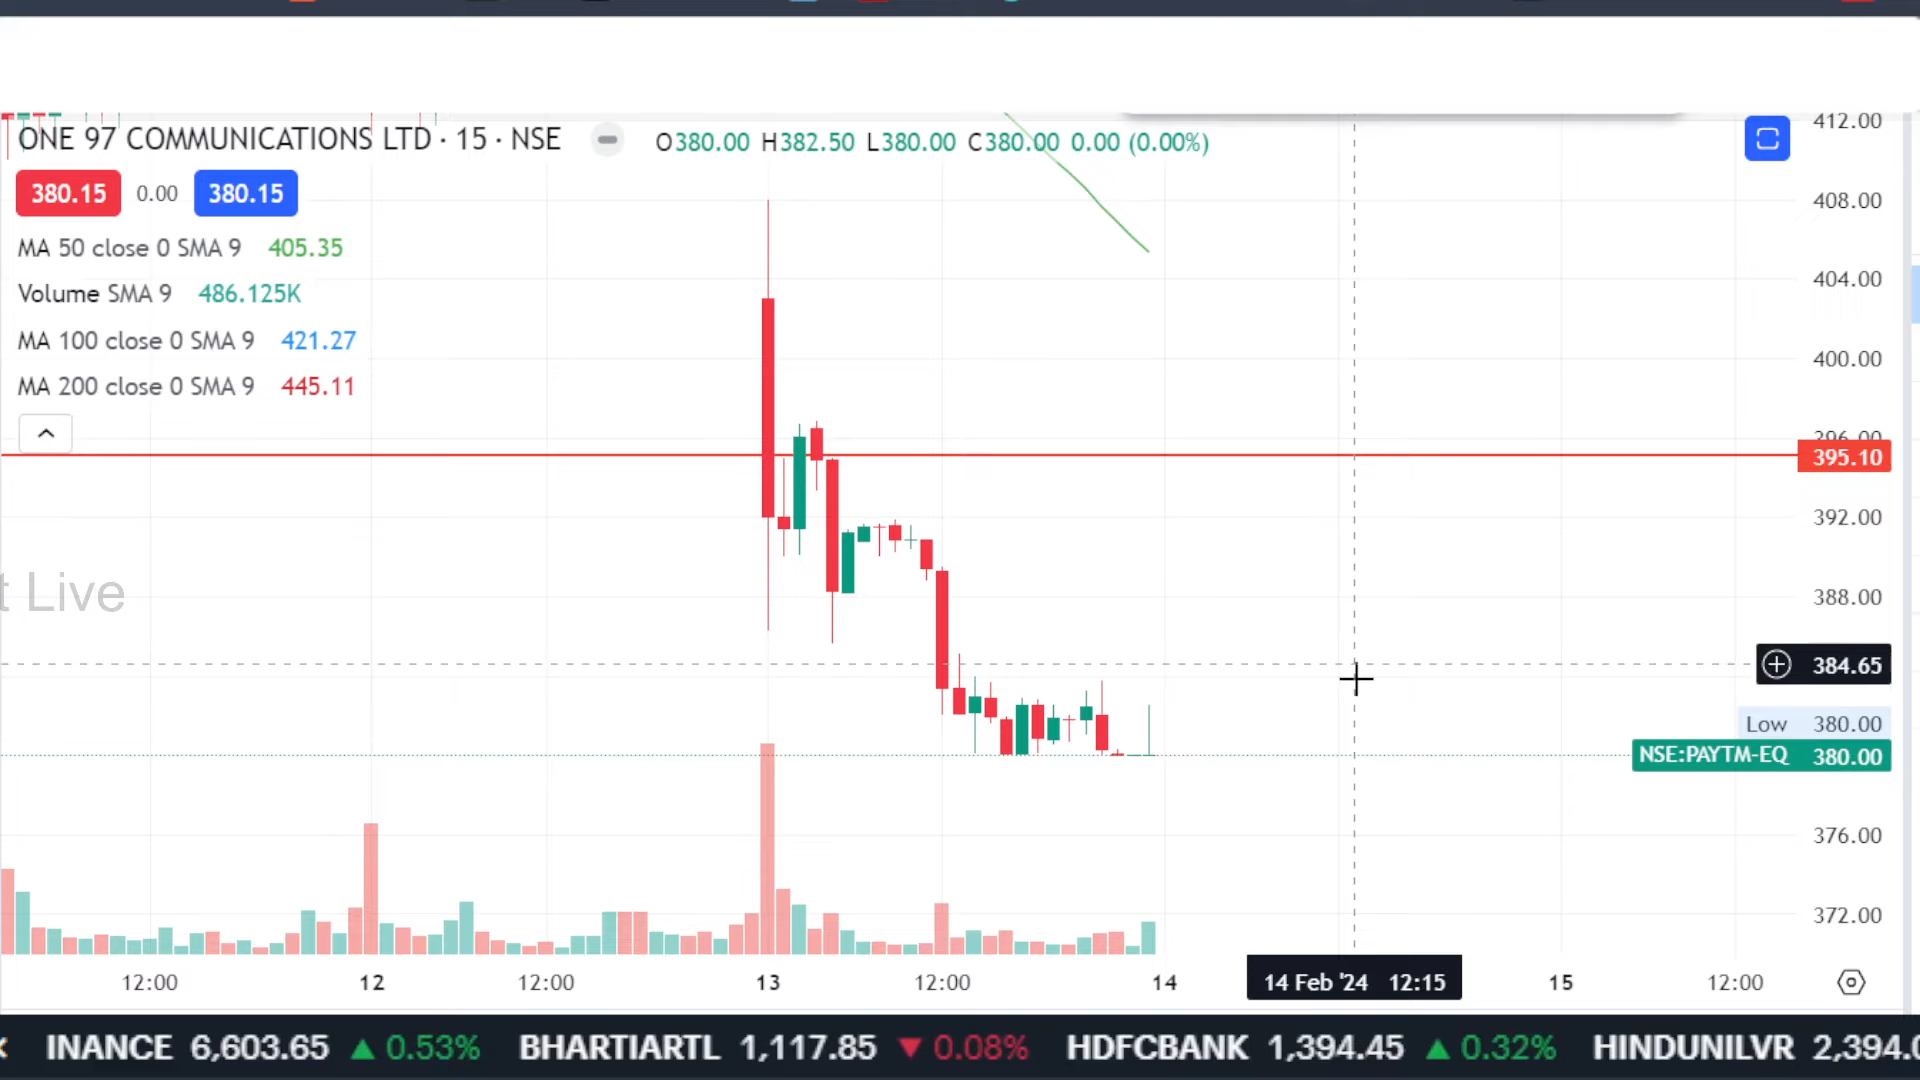 ONE 97 COMMUNICATIONS LTD · 15 · NSE
O380.00 H382.50 L380.00 C380.00 0.00 (0.00%)
380.15 0.00 380.15
MA 50 close 0 SMA 9 405.35
Volume SMA 9 486.125K
MA 100 close 0 SMA 9 421.27
MA 200 close 0 SMA 9 445.11
412.00
408.00
404.00
400.00
396.00
395.10
392.00
388.00
384.65
Low 380.00
NSE:PAYTM-EQ 380.00
376.00
372.00
t Live
12:00 12 12:00 13 12:00 14 14 Feb '24 12:15 15 12:00
INANCE 6,603.65 ▲ 0.53% BHARTIARTL 1,117.85 ▼ 0.08% HDFCBANK 1,394.45 ▲ 0.32% HINDUNILVR 2,394.0